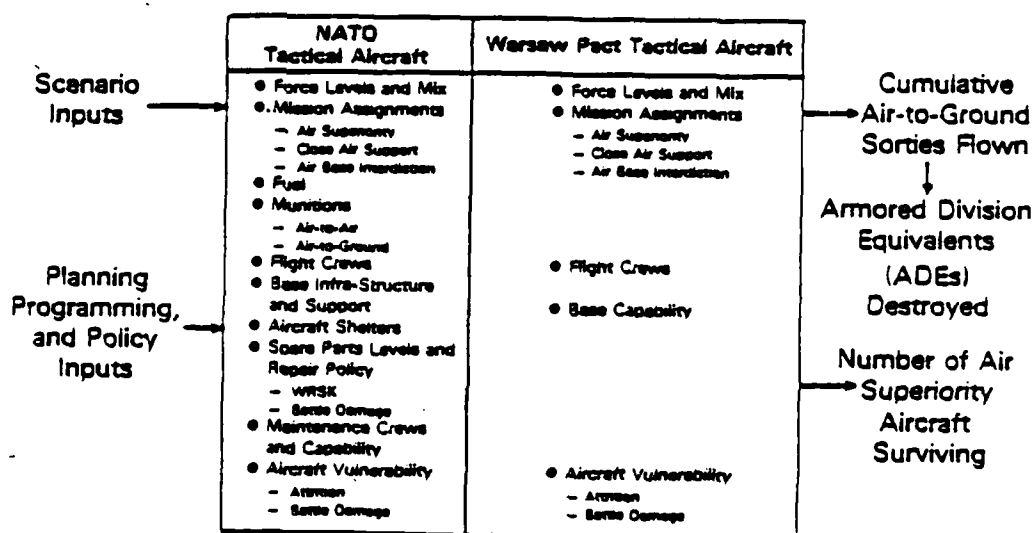 Scenario
Inputs
Planning
Programming,
and Policy
Inputs
NATO
Tactical Aircraft
● Force Levels and Mix
● Mission Assignments
– Air Superiority
– Close Air Support
– Air Base Interdiction
● Fuel
● Munitions
– Air-to-Air
– Air-to-Ground
● Flight Crews
● Base Infra-Structure
and Support
● Aircraft Shelters
● Spare Parts Levels and
Repair Policy
– WRSK
– Battle Damage
● Maintenance Crews
and Capability
● Aircraft Vulnerability
– Attrition
– Battle Damage
Warsaw Pact Tactical Aircraft
● Force Levels and Mix
● Mission Assignments
– Air Superiority
– Close Air Support
– Air Base Interdiction
● Flight Crews
● Base Capability
● Aircraft Vulnerability
– Attrition
– Battle Damage
Cumulative
Air-to-Ground
Sorties Flown
Armored Division
Equivalents
(ADEs)
Destroyed
Number of Air
Superiority
Aircraft
Surviving